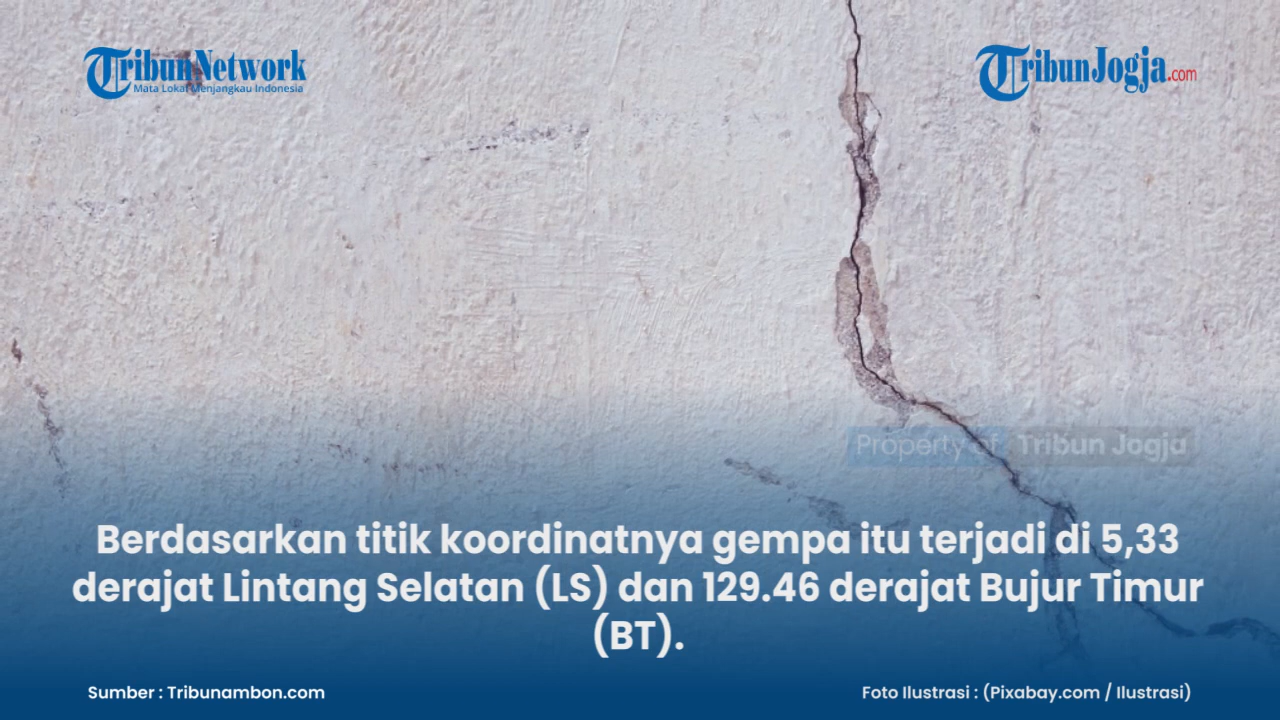 TribunNetwork
Mata Lokal Menjangkau Indonesia
TribunJogja.com
Property of Tribun Jogja
Berdasarkan titik koordinatnya gempa itu terjadi di 5,33
derajat Lintang Selatan (LS) dan 129.46 derajat Bujur Timur
(BT).
Sumber : Tribunambon.com
Foto Ilustrasi : (Pixabay.com / Ilustrasi)